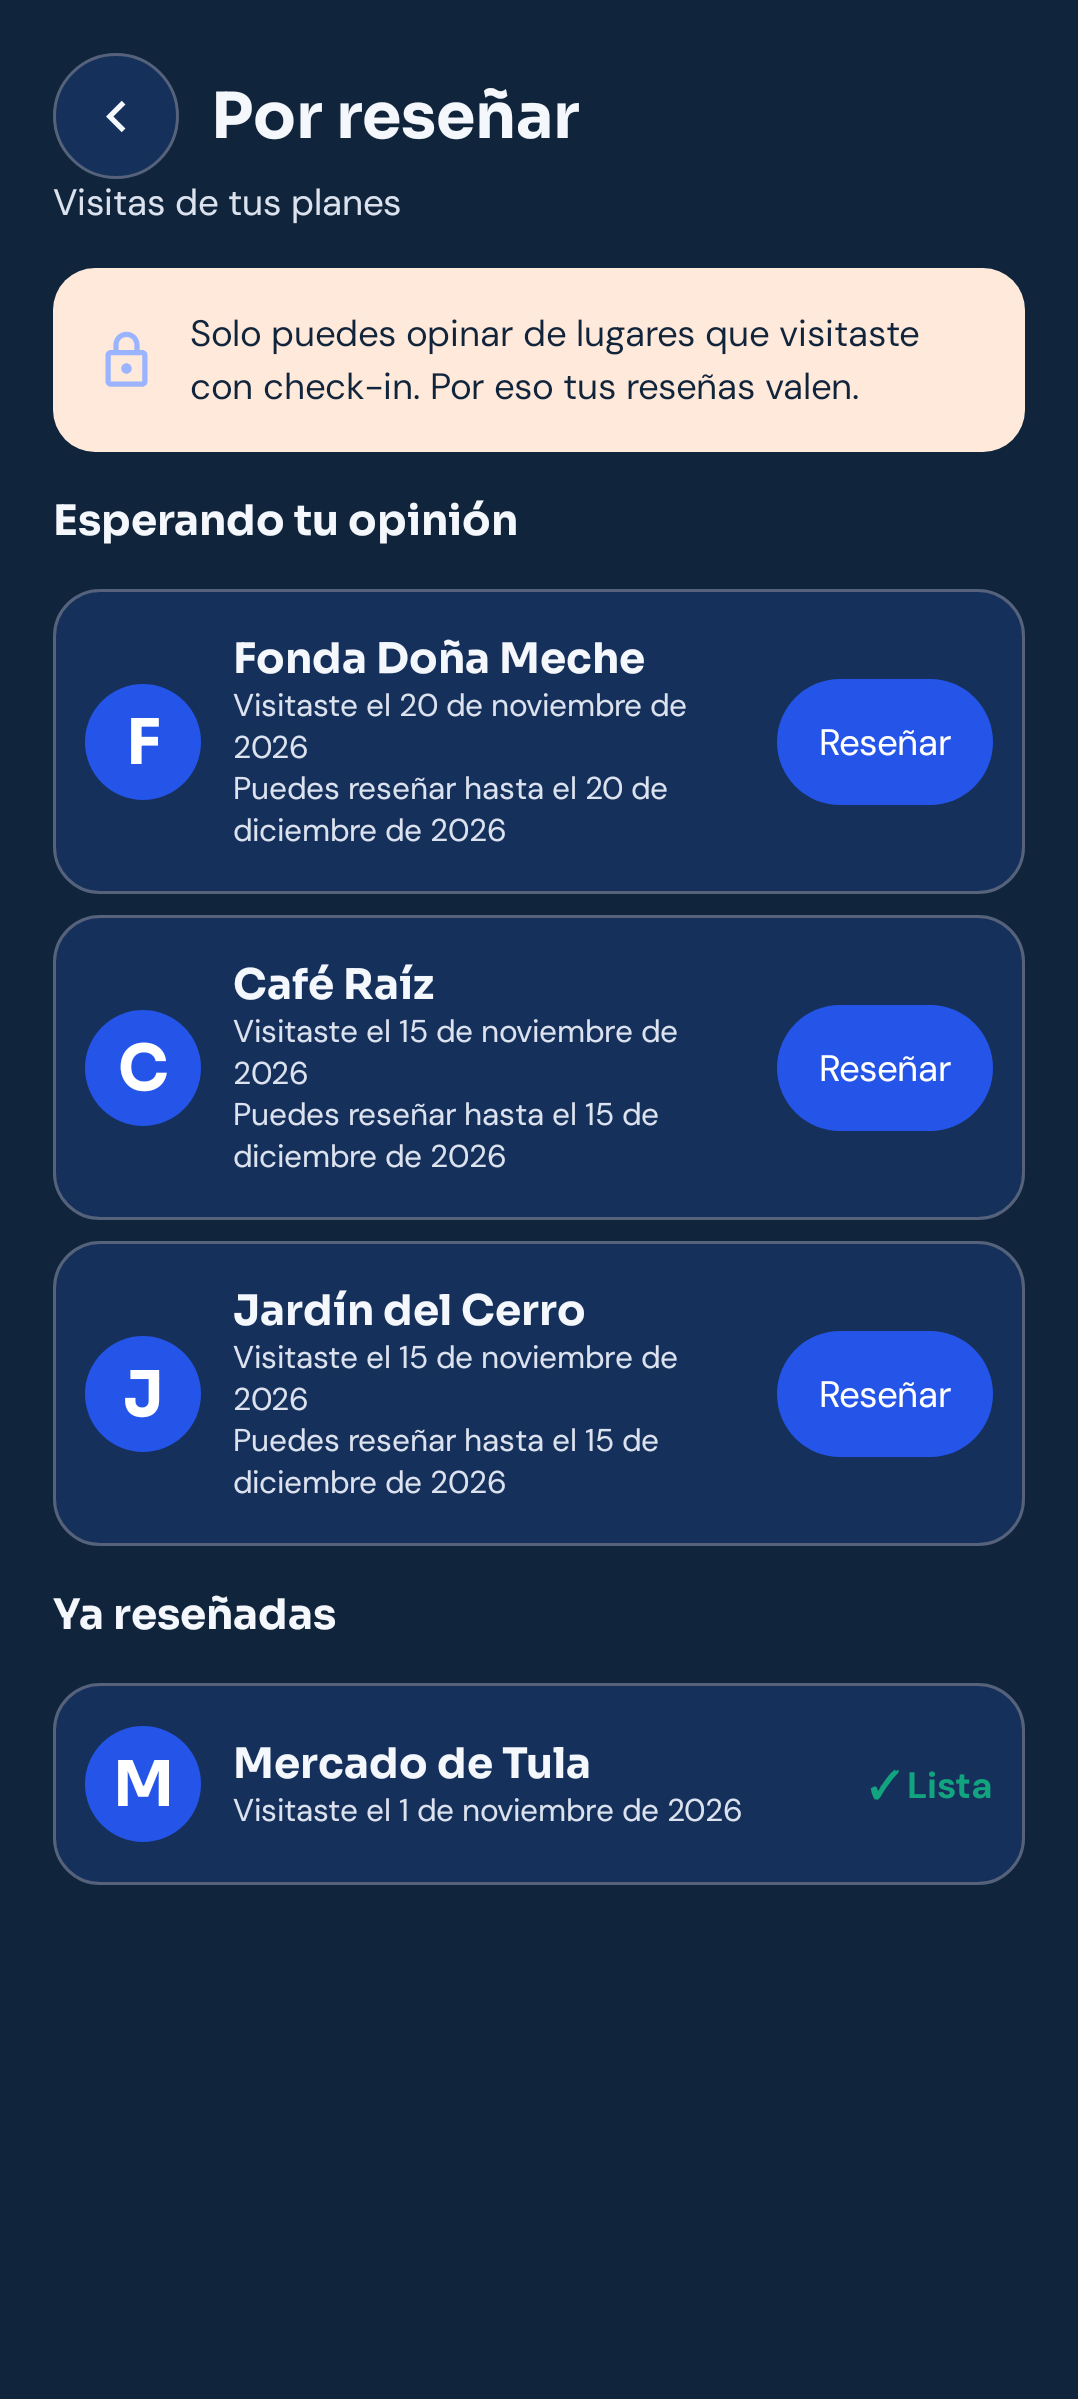 Por reseñar
Visitas de tus planes
Solo puedes opinar de lugares que visitaste
con check-in. Por eso tus reseñas valen.
Esperando tu opinión
F
Fonda Doña Meche
Visitaste el 20 de noviembre de
2026
Puedes reseñar hasta el 20 de
diciembre de 2026
Reseñar
C
Café Raíz
Visitaste el 15 de noviembre de
2026
Puedes reseñar hasta el 15 de
diciembre de 2026
Reseñar
J
Jardín del Cerro
Visitaste el 15 de noviembre de
2026
Puedes reseñar hasta el 15 de
diciembre de 2026
Reseñar
Ya reseñadas
M
Mercado de Tula
Visitaste el 1 de noviembre de 2026
✓ Lista